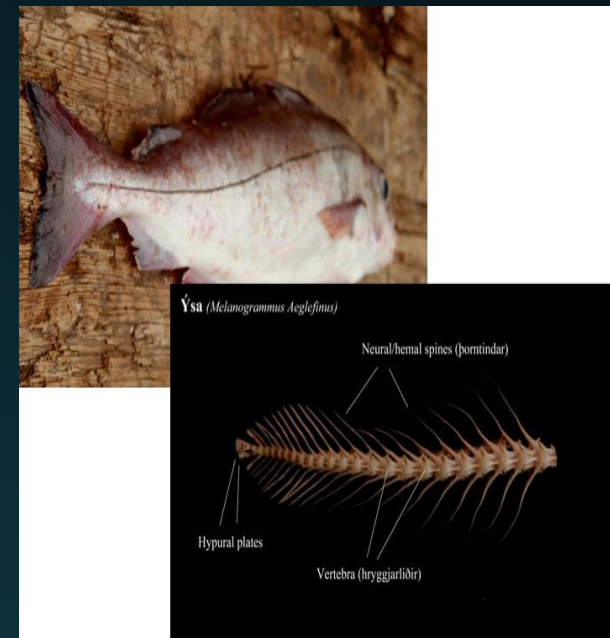 Ýsa (Melanogrammus Aeglefinus)
Neural/hemal spines (þorntindar)
Hypural plates
Vertebra (hryggjarliðir)